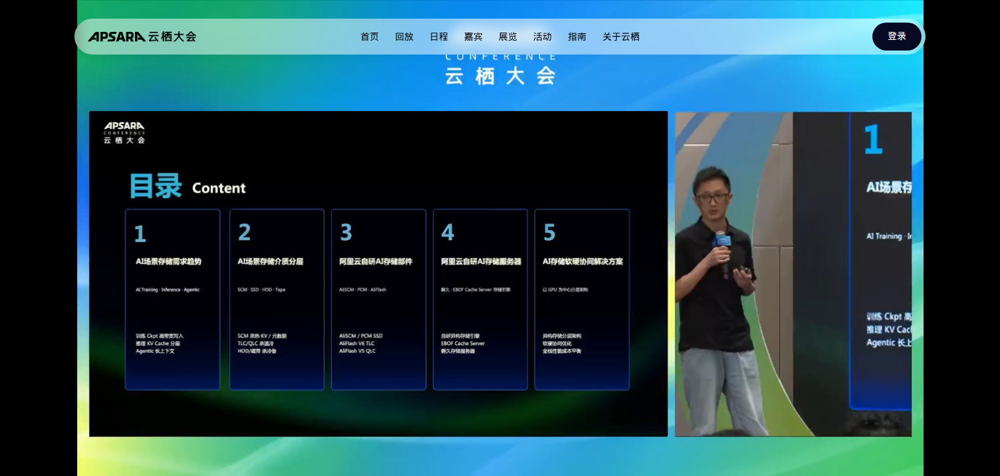 APSARA 云栖大会
首页 回放 日程 嘉宾 展览 活动 指南 关于云栖
登录
CONFERENCE
云栖大会
APSARA
CONFERENCE
云栖大会
目录 Content
1
AI场景存储需求趋势
AI Training · Inference · Agentic
训练 Ckpt 高带宽写入
推理 KV Cache 分层
Agentic 长上下文
2
AI场景存储介质分层
SCM · SSD · HDD · Tape
SCM 承热 KV / 元数据
TLC/QLC 承温冷
HDD/磁带 承冷备
3
阿里云自研AI存储部件
AliSCM · PCM · AliFlash
AliSCM / PCM SSD
AliFlash V6 TLC
AliFlash V5 QLC
4
阿里云自研AI存储服务器
磐久 · EBOF Cache Server· 存储引擎
自研异构存储引擎
EBOF Cache Server
磐久存储服务器
5
AI存储软硬协同解决方案
以 GPU 为中心分层架构
异构存储分层架构
软硬协同优化
全栈性能成本平衡
1
AI场景存
AI Training · In
训练 Ckpt 高
推理 KV Cac
Agentic 长上